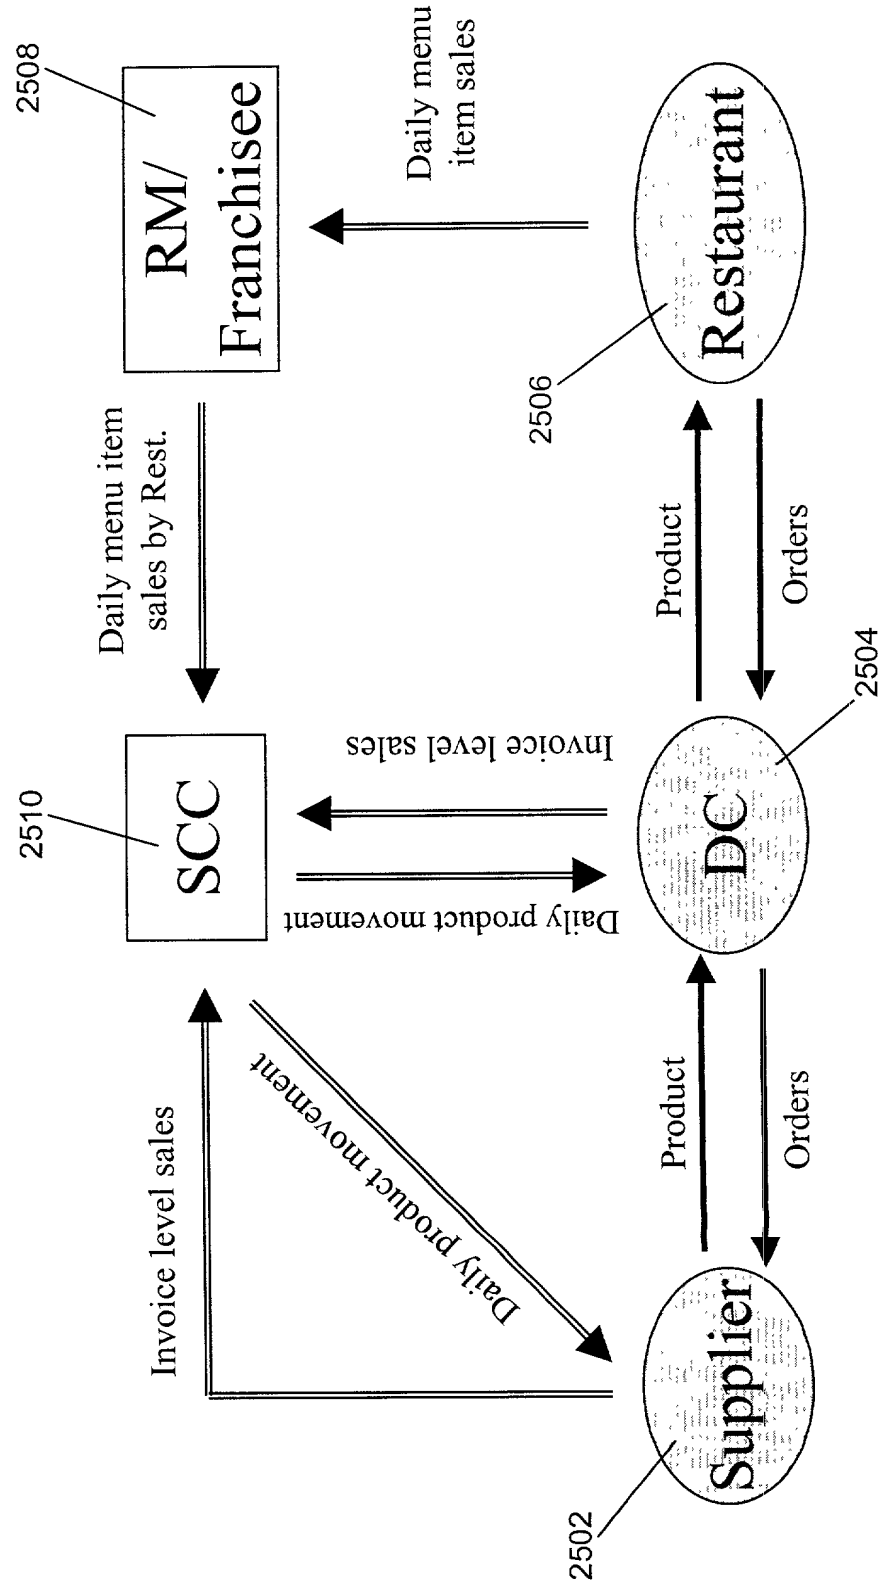 2510
2508
SCC
RM/
Franchisee
Invoice level sales
Daily menu item
sales by Rest.
Daily product movement
Daily product movement
Invoice level sales
Daily menu
item sales
2502
2506
Supplier
Product
Orders
DC
Product
Orders
Restaurant
2504